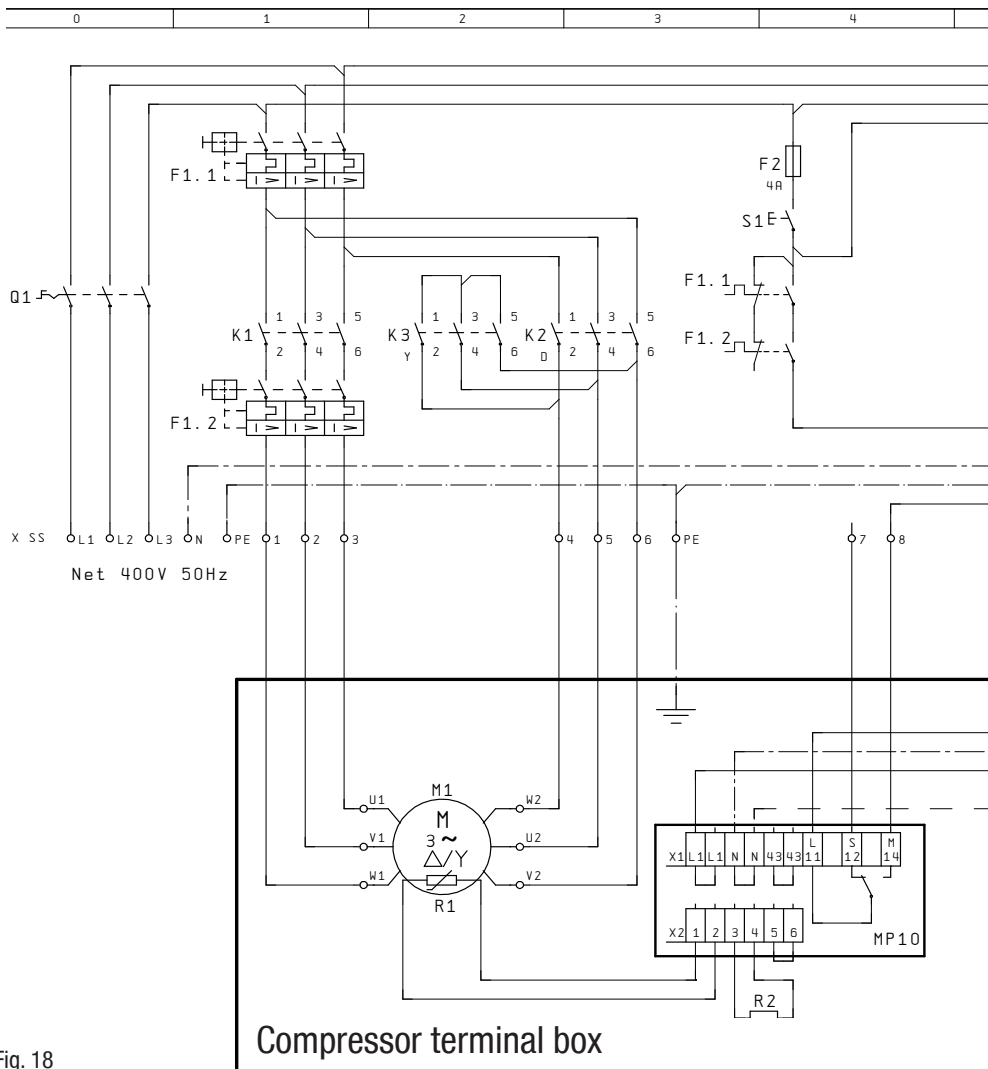 0 1 2 3 4
F1.1
I > I > I >
F2
4A
S1
F1.1
F1.2
Q1
K1
1 3 5
2 4 6
K3
Y
1 3 5
2 4 6
K2
D
1 3 5
2 4 6
F1.2
I > I > I >
X SS L1 L2 L3 N PE 1 2 3 4 5 6 PE 7 8
Net 400V 50Hz
M1
M
3 ~
△/Y
R1
U1
V1
W1
W2
U2
V2
X1 L1 L1 N N 43 43 L 11 S 12 M 14
X2 1 2 3 4 5 6
MP10
R2
Compressor terminal box
Fig. 18